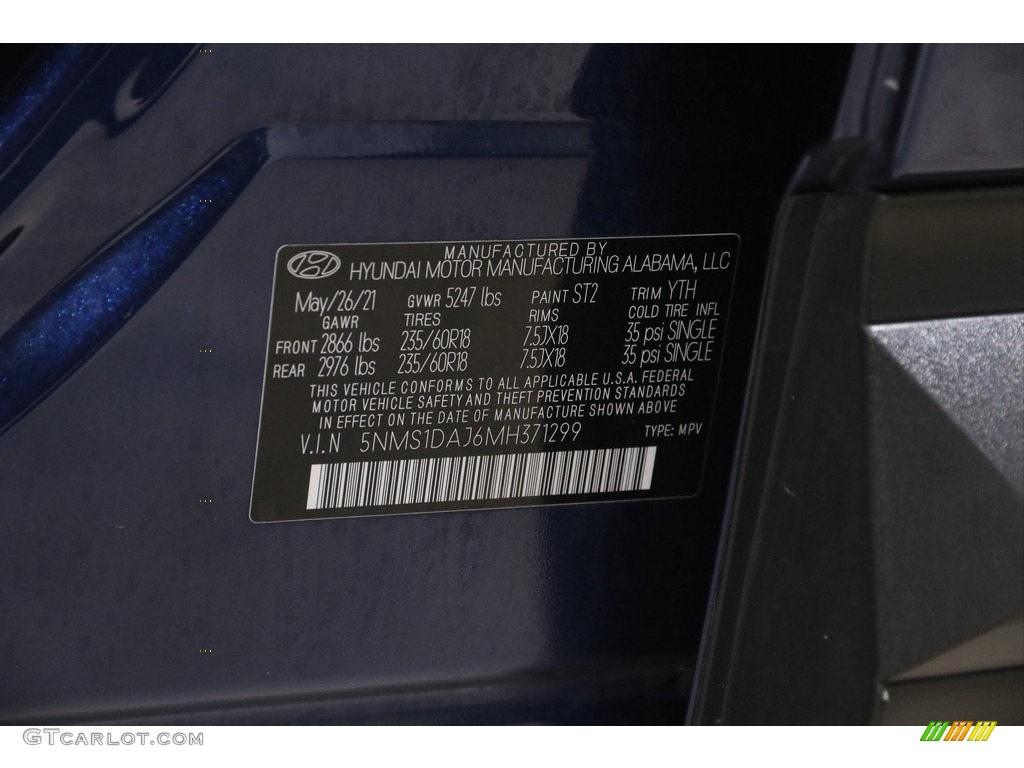 MANUFACTURED BY
HYUNDAI MOTOR MANUFACTURING ALABAMA, LLC
May/26/21 GVWR 5247 lbs PAINT ST2 TRIM YTH
GAWR TIRES RIMS COLD TIRE INFL
FRONT 2866 lbs 235/60R18 7.5JX18 35 psi SINGLE
REAR 2976 lbs 235/60R18 7.5JX18 35 psi SINGLE
THIS VEHICLE CONFORMS TO ALL APPLICABLE U.S.A. FEDERAL
MOTOR VEHICLE SAFETY AND THEFT PREVENTION STANDARDS
IN EFFECT ON THE DATE OF MANUFACTURE SHOWN ABOVE
V.I.N 5NMS1DAJ6MH371299 TYPE: MPV
GTCARLOT.COM